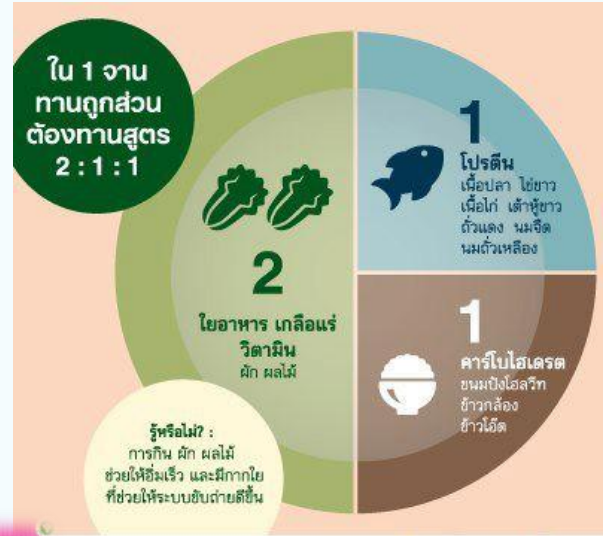 ใน 1 จาน
ทานถูกส่วน
ต้องทานสูตร
2 : 1 : 1
2
ใยอาหาร เกลือแร่
วิตามิน
ผัก ผลไม้
1
โปรตีน
เนื้อปลา ไข่ขาว
เนื้อไก่ เต้าหู้ขาว
ถั่วแดง นมจืด
นมถั่วเหลือง
1
คาร์โบไฮเดรต
ขนมปังโฮลวีท
ข้าวกล้อง
ข้าวโอ๊ต
รู้หรือไม่? :
การกิน ผัก ผลไม้
ช่วยให้อิ่มเร็ว และมีกากใย
ที่ช่วยให้ระบบขับถ่ายดีขึ้น